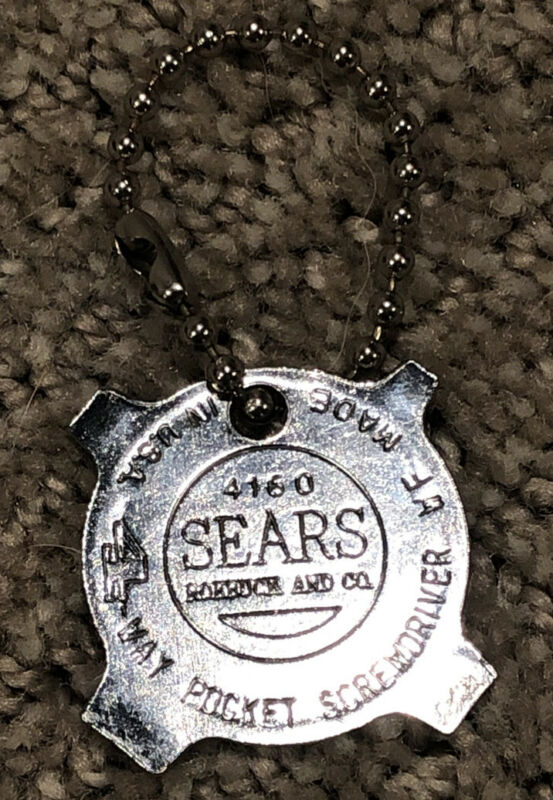 4160
SEARS
ROEBUCK AND CO.
4 WAY POCKET SCREWDRIVER
MADE IN USA